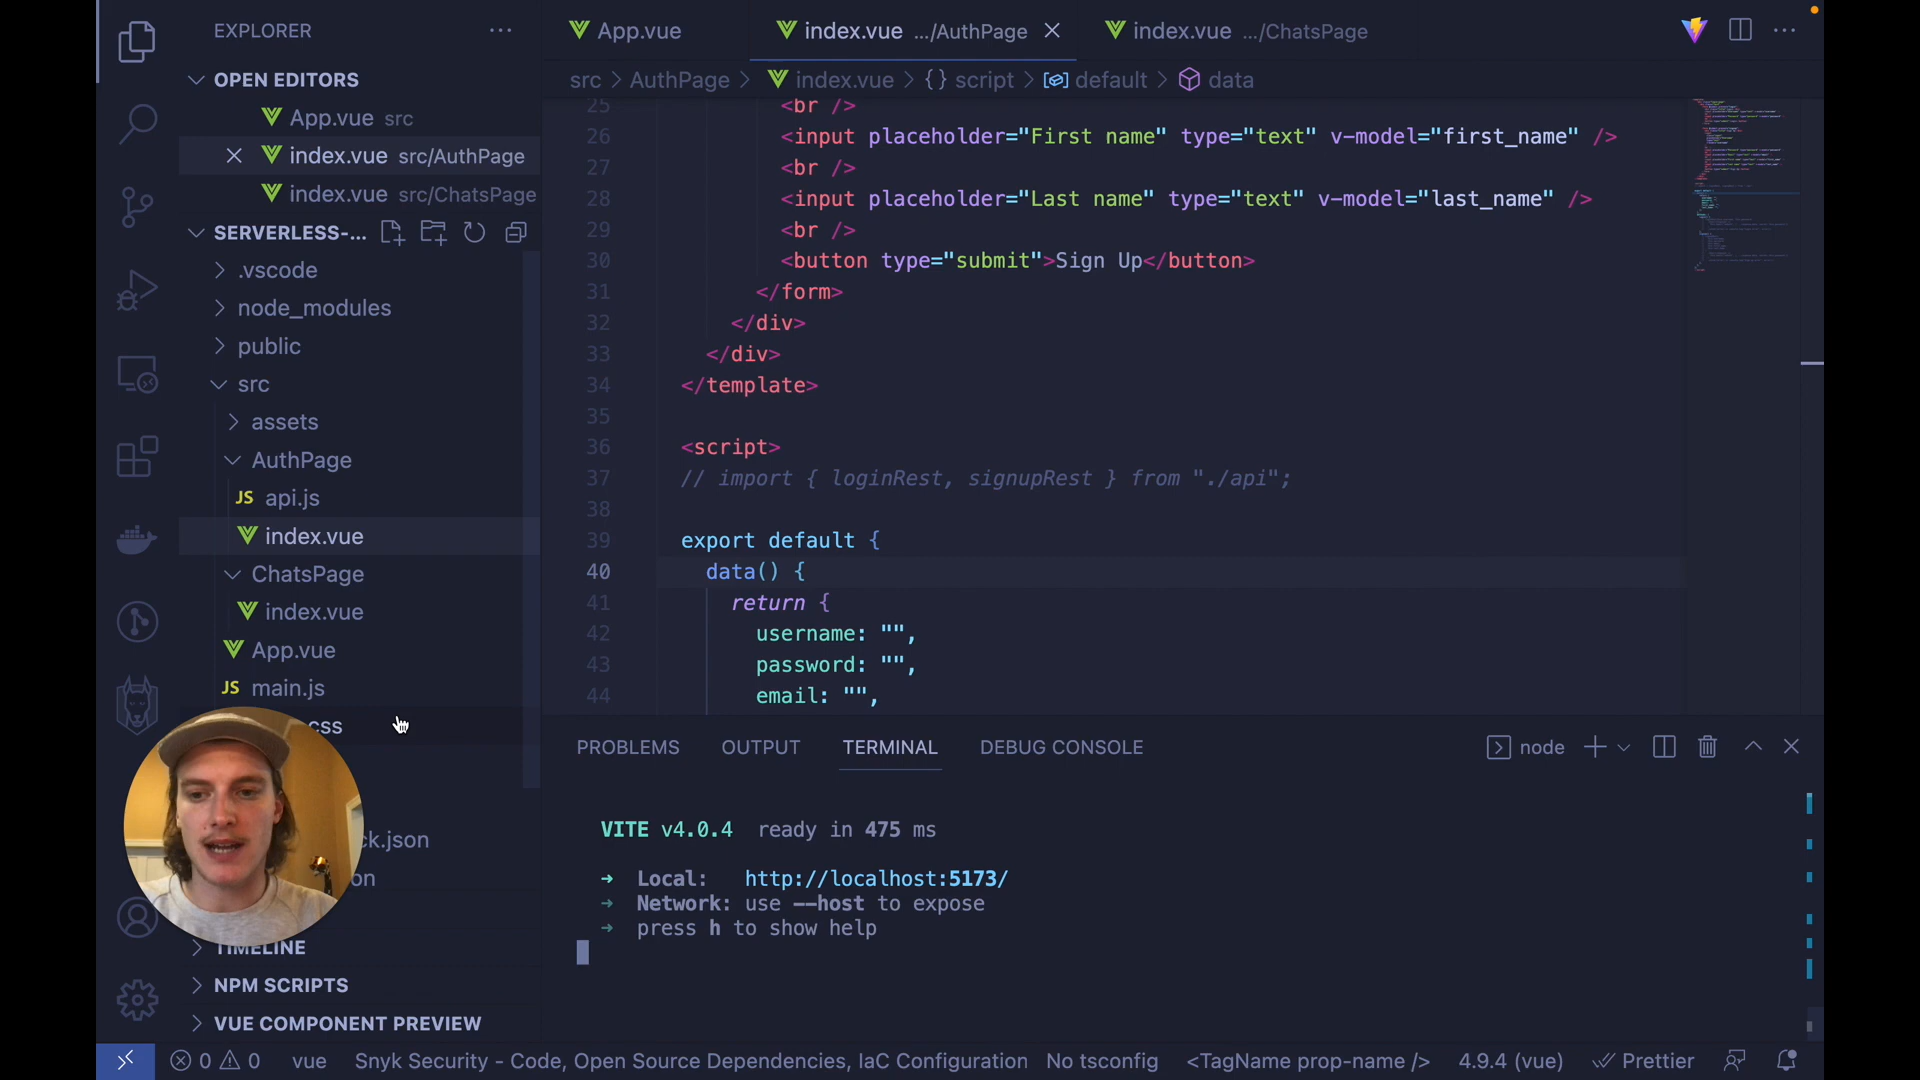 EXPLORER
OPEN EDITORS
App.vue src
index.vue src/AuthPage
index.vue src/ChatsPage
SERVERLESS-...
.vscode
node_modules
public
src
assets
AuthPage
JS api.js
index.vue
ChatsPage
index.vue
App.vue
JS main.js
css
ck.json
on
TIMELINE
NPM SCRIPTS
VUE COMPONENT PREVIEW
App.vue
index.vue .../AuthPage
index.vue .../ChatsPage
src > AuthPage > index.vue > {} script > default > data
25 <br />
26 <input placeholder="First name" type="text" v-model="first_name" />
27 <br />
28 <input placeholder="Last name" type="text" v-model="last_name" />
29 <br />
30 <button type="submit">Sign Up</button>
31 </form>
32 </div>
33 </div>
34 </template>
35
36 <script>
37 // import { loginRest, signupRest } from "./api";
38
39 export default {
40 data() {
41 return {
42 username: "",
43 password: "",
44 email: "",
PROBLEMS OUTPUT TERMINAL DEBUG CONSOLE
node
VITE v4.0.4 ready in 475 ms
➜ Local: http://localhost:5173/
➜ Network: use --host to expose
➜ press h to show help
0 0 vue Snyk Security - Code, Open Source Dependencies, IaC Configuration No tsconfig <TagName prop-name /> 4.9.4 (vue) Prettier